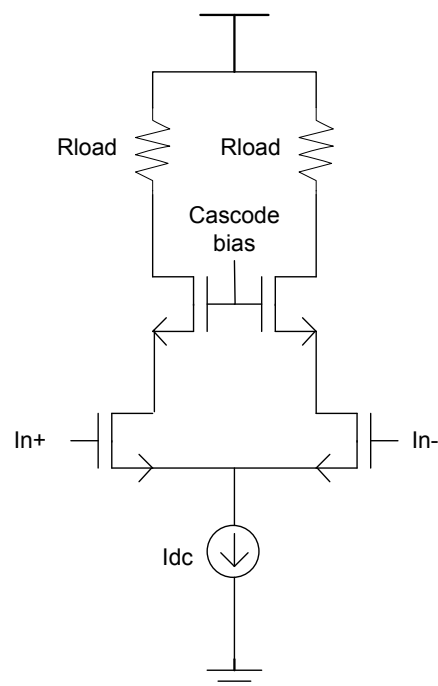 Rload
Rload
Cascode
bias
In+
In-
Idc